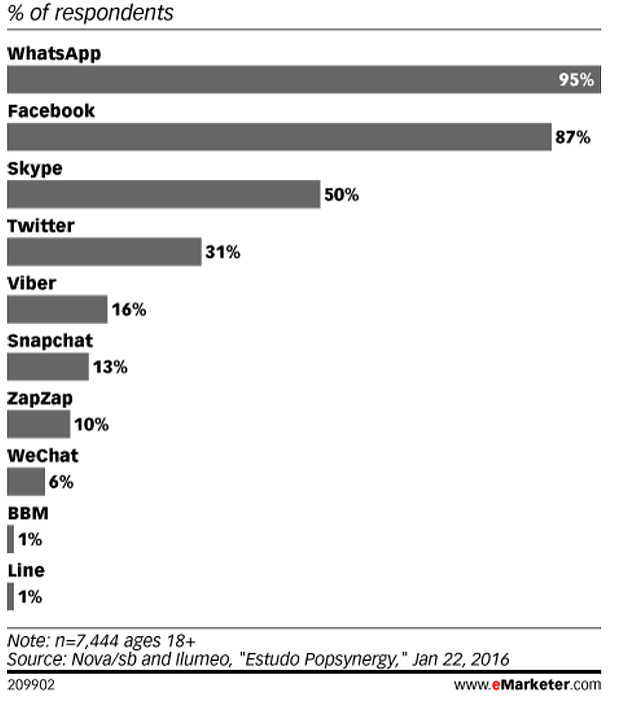 % of respondents
WhatsApp
95%
Facebook
87%
Skype
50%
Twitter
31%
Viber
16%
Snapchat
13%
ZapZap
10%
WeChat
6%
BBM
1%
Line
1%
Note: n=7,444 ages 18+
Source: Nova/sb and Ilumeo, "Estudo Popsynergy," Jan 22, 2016
209902 www.eMarketer.com